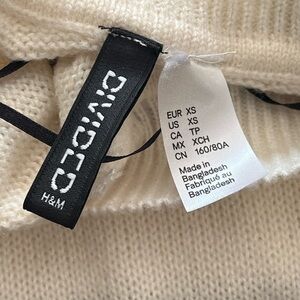 DIVIDED
H&M
EUR XS
US XS
CA TP
MX XCH
CN 160/80A
Made in
Bangladesh
Fabriqué au
Bangladesh